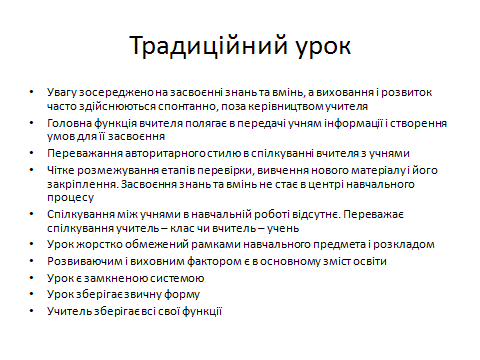 Традиційний урок
• Увагу зосереджено на засвоєнні знань та вмінь, а виховання і розвиток
часто здійснюються спонтанно, поза керівництвом учителя
• Головна функція вчителя полягає в передачі учням інформації і створення
умов для її засвоєння
• Переважання авторитарного стилю в спілкуванні вчителя з учнями
• Чітке розмежування етапів перевірки, вивчення нового матеріалу і його
закріплення. Засвоєння знань та вмінь не стає в центрі навчального
процесу
• Спілкування між учнями в навчальній роботі відсутнє. Переважає
спілкування учитель – клас чи вчитель – учень
• Урок жорстко обмежений рамками навчального предмета і розкладом
• Розвиваючим і виховним фактором є в основному зміст освіти
• Урок є замкненою системою
• Урок зберігає звичну форму
• Учитель зберігає всі свої функції